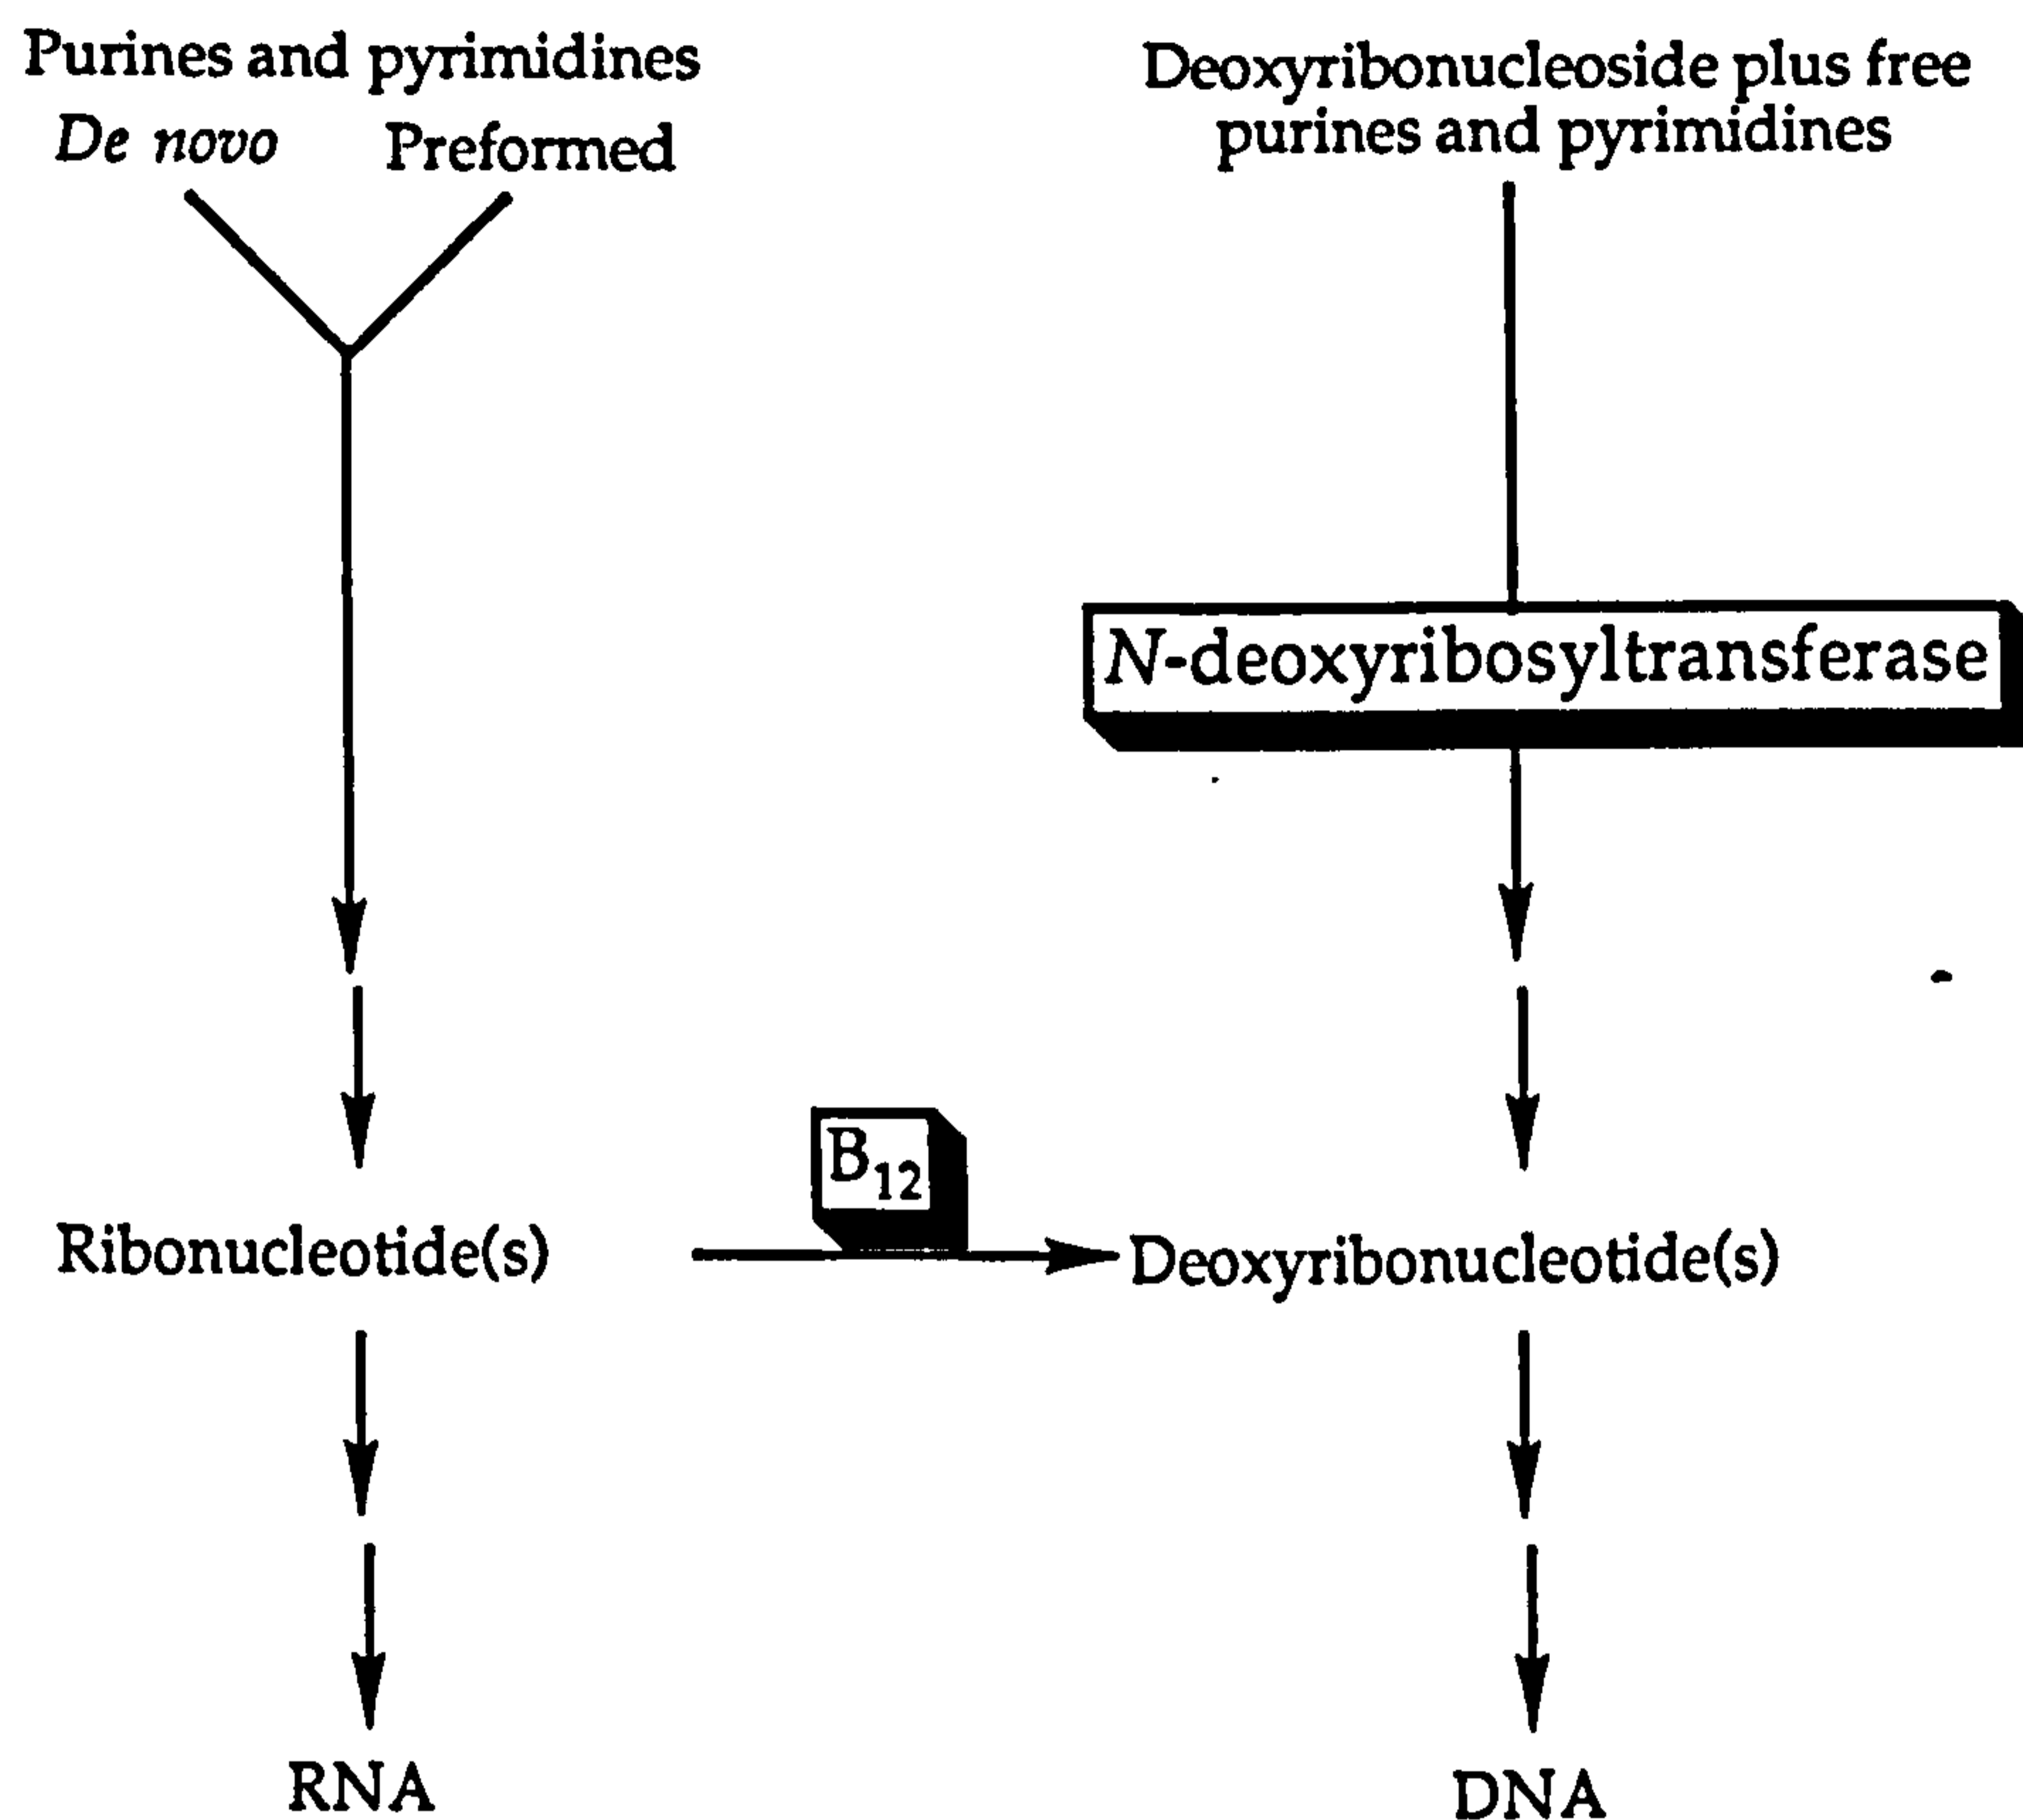 Purines and pyrimidines
De novo Preformed
Deoxyribonucleoside plus free
purines and pyrimidines
N-deoxyribosyltransferase
B12
Ribonucleotide(s)
Deoxyribonucleotide(s)
RNA
DNA